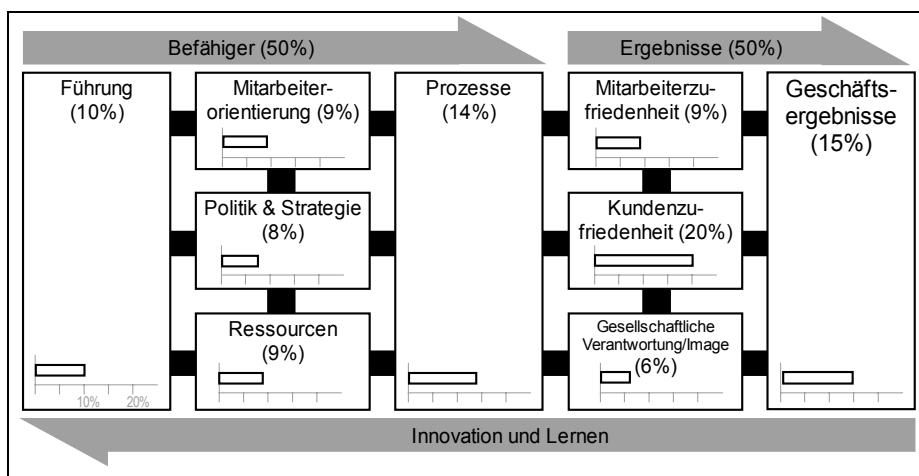 Befähiger (50%)
Ergebnisse (50%)
Führung
(10%)
10%
20%
Mitarbeiter-
orientierung (9%)
Politik & Strategie
(8%)
Ressourcen
(9%)
Prozesse
(14%)
Mitarbeiterzu-
friedenheit (9%)
Kundenzu-
friedenheit (20%)
Gesellschaftliche
Verantwortung/Image
(6%)
Geschäfts-
ergebnisse
(15%)
Innovation und Lernen